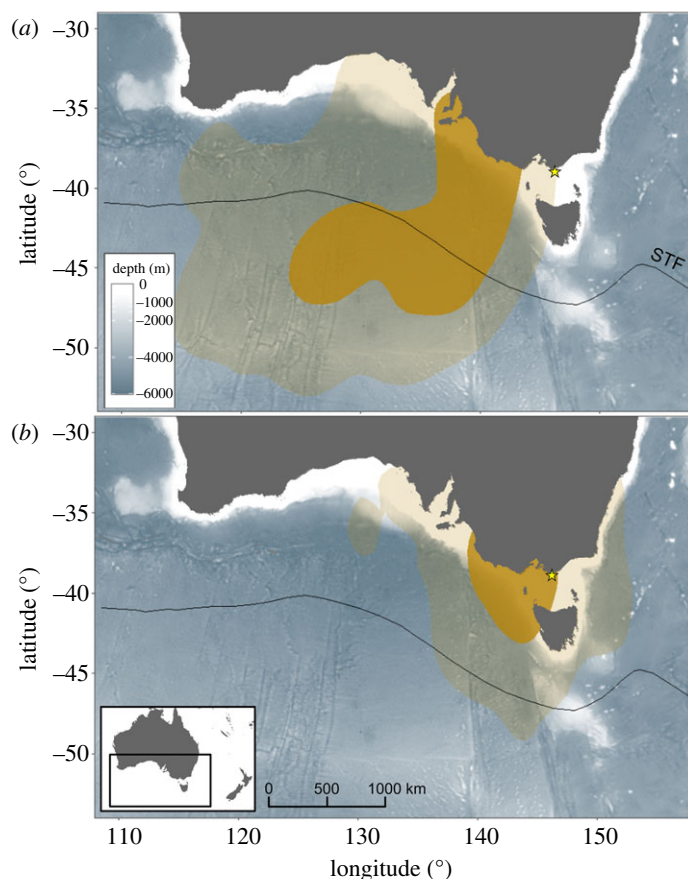 (a)
–30
–35
–40
–45
–50
latitude (°)
STF
depth (m)
0
–1000
–2000
–4000
–6000
(b)
–30
–35
–40
–45
–50
latitude (°)
0 500 1000 km
110 120 130 140 150
longitude (°)